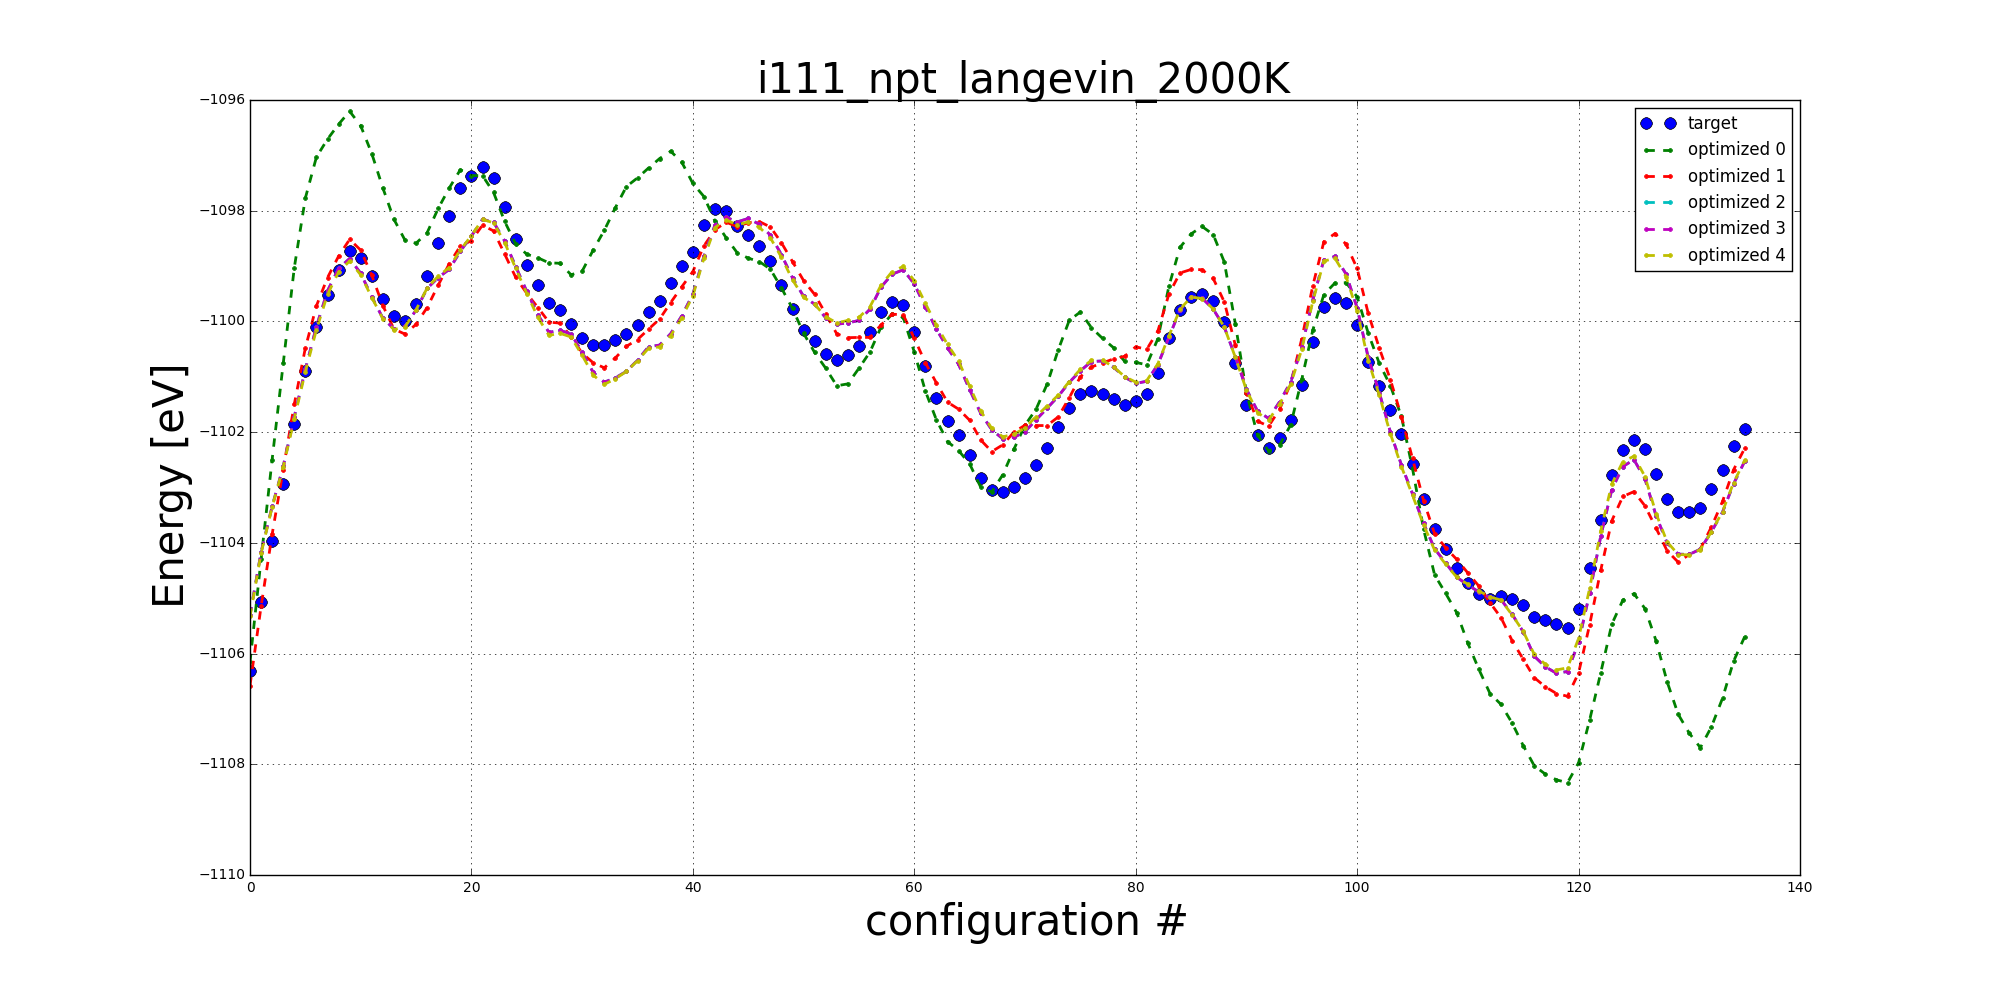 i111_npt_langevin_2000K
−1096
−1098
−1100
−1102
−1104
−1106
−1108
−1110
Energy [eV]
target
optimized 0
optimized 1
optimized 2
optimized 3
optimized 4
0
20
40
60
80
100
120
140
configuration #